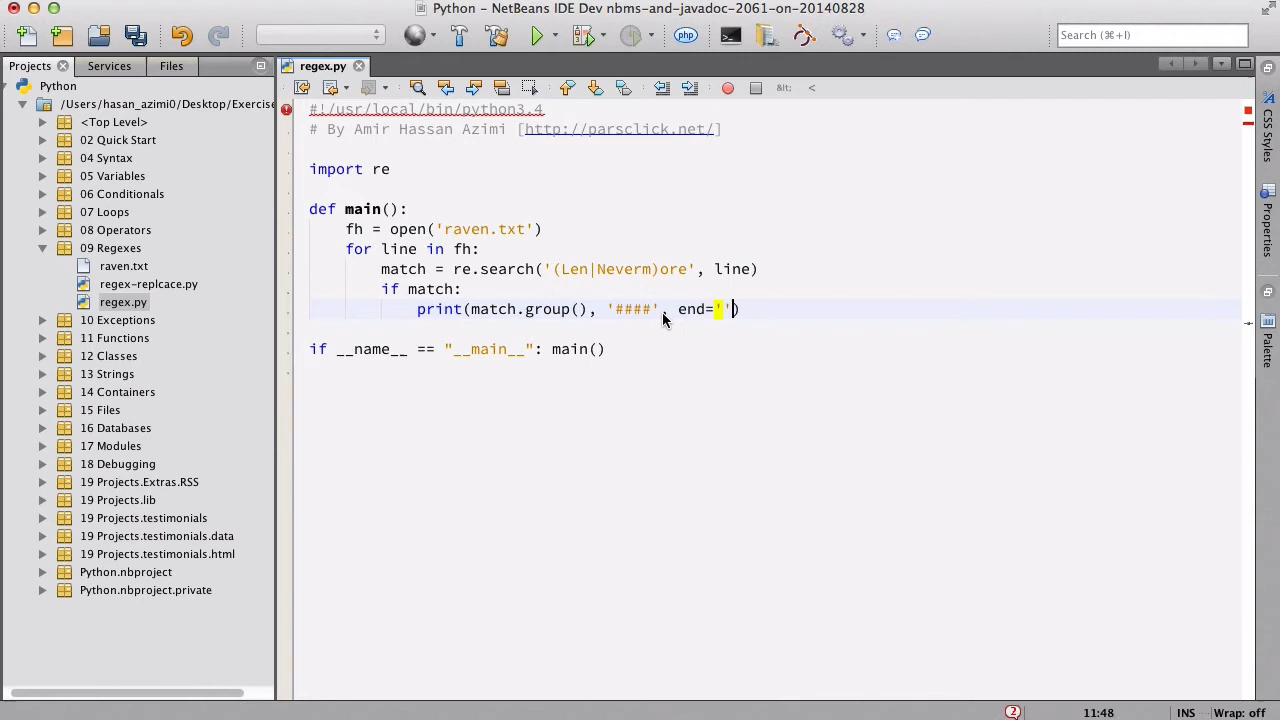 Python - NetBeans IDE Dev nbms-and-javadoc-2061-on-20140828
php
Search (⌘+I)
Projects
Services
Files
regex.py
Python
/Users/hasan_azimi0/Desktop/Exercise
<Top Level>
02 Quick Start
04 Syntax
05 Variables
06 Conditionals
07 Loops
08 Operators
09 Regexes
raven.txt
regex-replcace.py
regex.py
10 Exceptions
11 Functions
12 Classes
13 Strings
14 Containers
15 Files
16 Databases
17 Modules
18 Debugging
19 Projects.Extras.RSS
19 Projects.lib
19 Projects.testimonials
19 Projects.testimonials.data
19 Projects.testimonials.html
Python.nbproject
Python.nbproject.private
#!/usr/local/bin/python3.4
# By Amir Hassan Azimi [http://parsclick.net/]
import re
def main():
fh = open('raven.txt')
for line in fh:
match = re.search('(Len|Neverm)ore', line)
if match:
print(match.group(), '####', end='')
if __name__ == "__main__": main()
CSS Styles
Properties
Palette
2
11:48
INS
Wrap: off